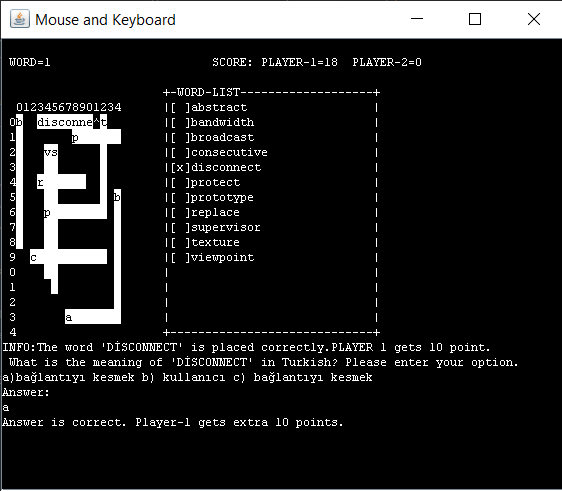 Mouse and Keyboard
WORD=1 SCORE: PLAYER-1=18 PLAYER-2=0
+-WORD-LIST-------------------+
012345678901234 |[ ]abstract |
0b disconne^t |[ ]bandwidth |
1 p |[ ]broadcast |
2 vs |[ ]consecutive |
3 |[x]disconnect |
4 r |[ ]protect |
5 b |[ ]prototype |
6 p |[ ]replace |
7 |[ ]supervisor |
8 |[ ]texture |
9 c |[ ]viewpoint |
0 | |
1 | |
2 | |
3 a | |
4 +-----------------------------+
INFO:The word 'DİSCONNECT' is placed correctly.PLAYER 1 gets 10 point.
What is the meaning of 'DİSCONNECT' in Turkish? Please enter your option.
a)bağlantıyı kesmek b) kullanıcı c) bağlantıyı kesmek
Answer:
a
Answer is correct. Player-1 gets extra 10 points.